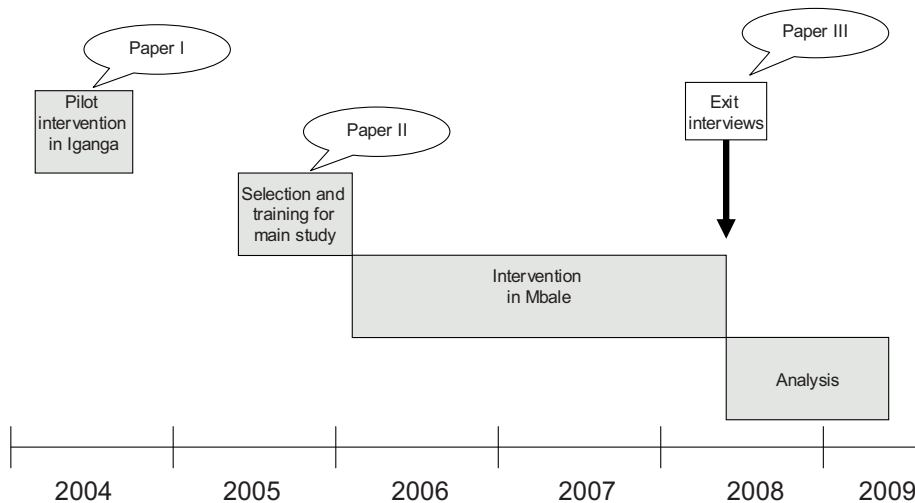 Paper I
Pilot
intervention
in Iganga
Paper II
Selection and
training for
main study
Paper III
Exit
interviews
Intervention
in Mbale
Analysis
2004
2005
2006
2007
2008
2009